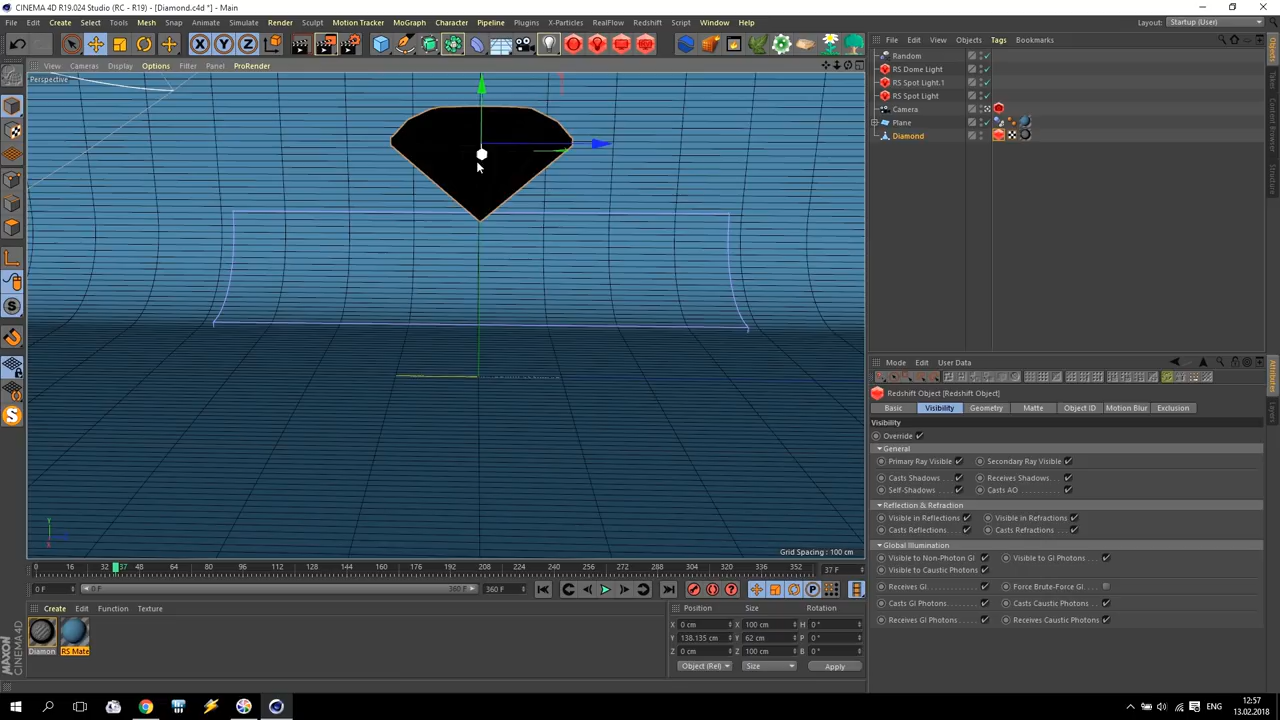 CINEMA 4D R19.024 Studio (RC - R19) - [Diamond.c4d *] - Main
File Edit Create Select Tools Mesh Snap Animate Simulate Render Sculpt Motion Tracker MoGraph Character Pipeline Plugins X-Particles RealFlow Redshift Script Window Help
Layout: Startup (User)
X Y Z
File Edit View Objects Tags Bookmarks
View Cameras Display Options Filter Panel ProRender
Perspective
Random
RS Dome Light
RS Spot Light.1
RS Spot Light
Camera
Plane
Diamond
Objects
Takes
Structure
Layers
Mode Edit User Data
Redshift Object [Redshift Object]
Basic Visibility Geometry Matte Object ID Motion Blur Exclusion
Visibility
Override
General
Primary Ray Visible Secondary Ray Visible
Casts Shadows Receives Shadows
Self-Shadows Casts AO
Reflection & Refraction
Visible in Reflections Visible in Refractions
Casts Reflections Casts Refractions
Global Illumination
Visible to Non-Photon GI Visible to GI Photons
Visible to Caustic Photons
Receives GI Force Brute-Force GI
Casts GI Photons Casts Caustic Photons
Receives GI Photons Receives Caustic Photons
Y
X
Grid Spacing : 100 cm
0 16 32 37 48 64 80 96 112 128 144 160 176 192 208 224 240 256 272 288 304 320 336 352 37 F
0 F 0 F 360 F 360 F
Create Edit Function Texture
Diamon RS Mate
Position Size Rotation
X 0 cm X 100 cm H 0 °
Y 138.135 cm Y 62 cm P 0 °
Z 0 cm Z 100 cm B 0 °
Object (Rel) Size Apply
MAXON
CINEMA 4D
ENG
12:57
13.02.2018